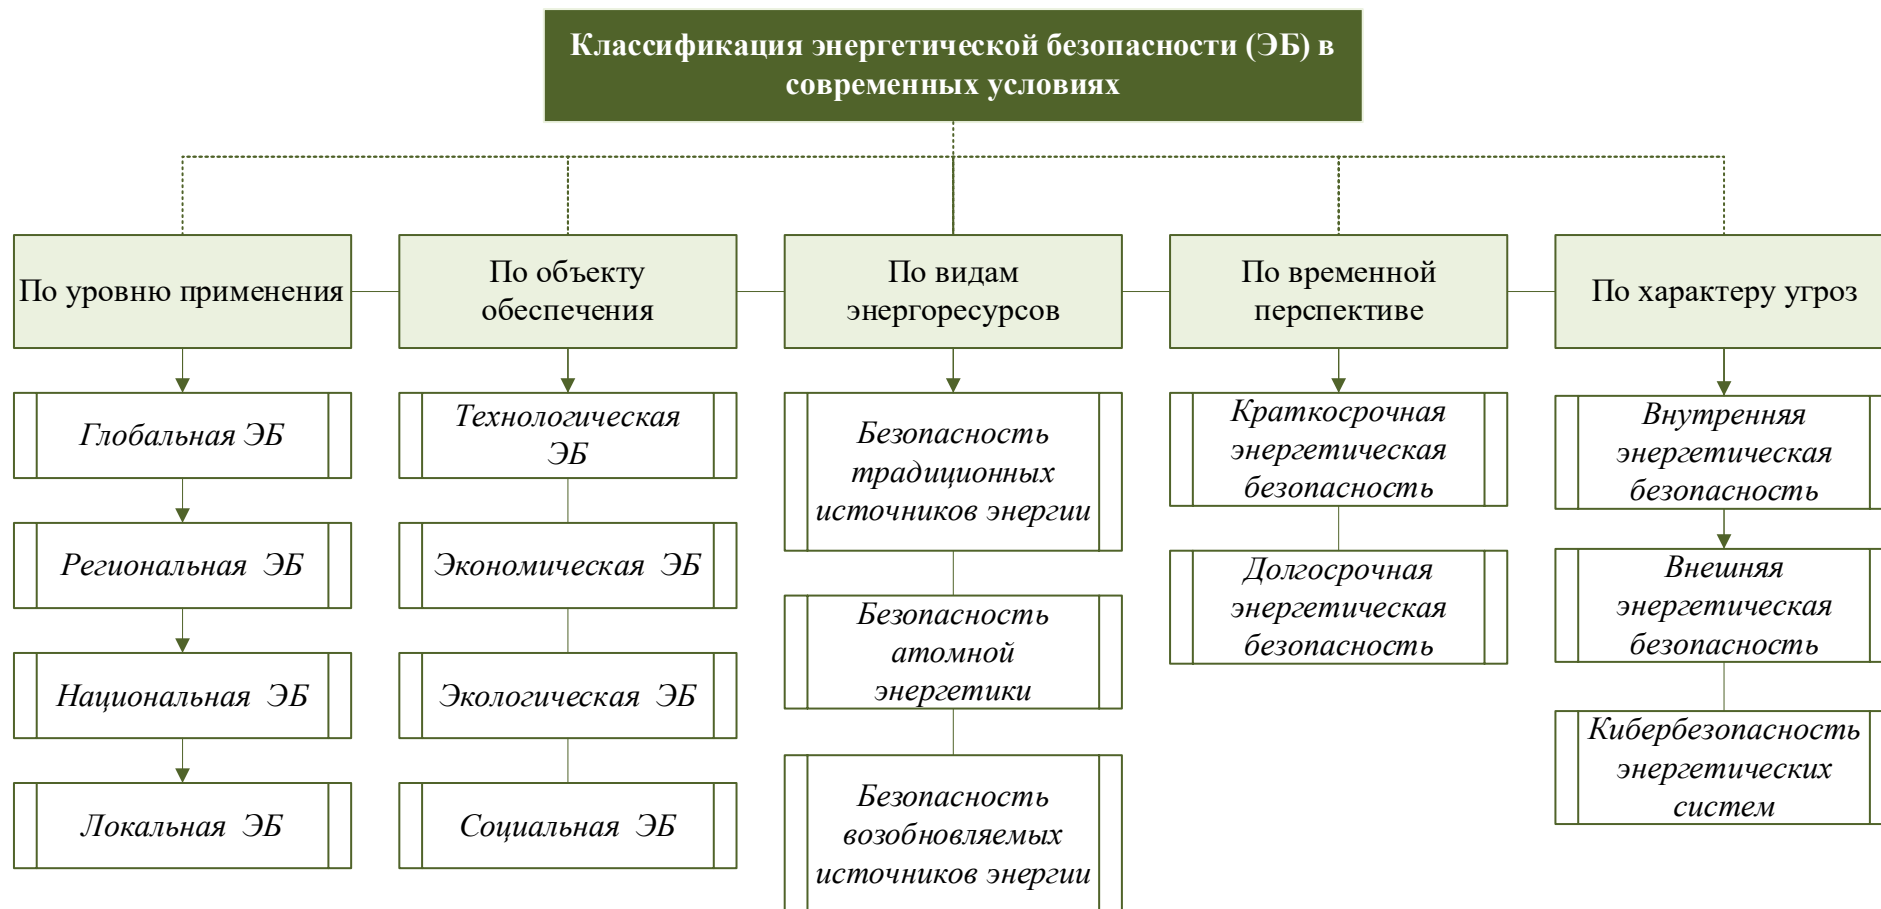 Классификация энергетической безопасности (ЭБ) в
современных условиях
По уровню применения
По объекту
обеспечения
По видам
энергоресурсов
По временной
перспективе
По характеру угроз
Глобальная ЭБ
Региональная ЭБ
Национальная ЭБ
Локальная ЭБ
Технологическая
ЭБ
Экономическая ЭБ
Экологическая ЭБ
Социальная ЭБ
Безопасность
традиционных
источников энергии
Безопасность
атомной
энергетики
Безопасность
возобновляемых
источников энергии
Краткосрочная
энергетическая
безопасность
Долгосрочная
энергетическая
безопасность
Внутренняя
энергетическая
безопасность
Внешняя
энергетическая
безопасность
Кибербезопасность
энергетических
систем